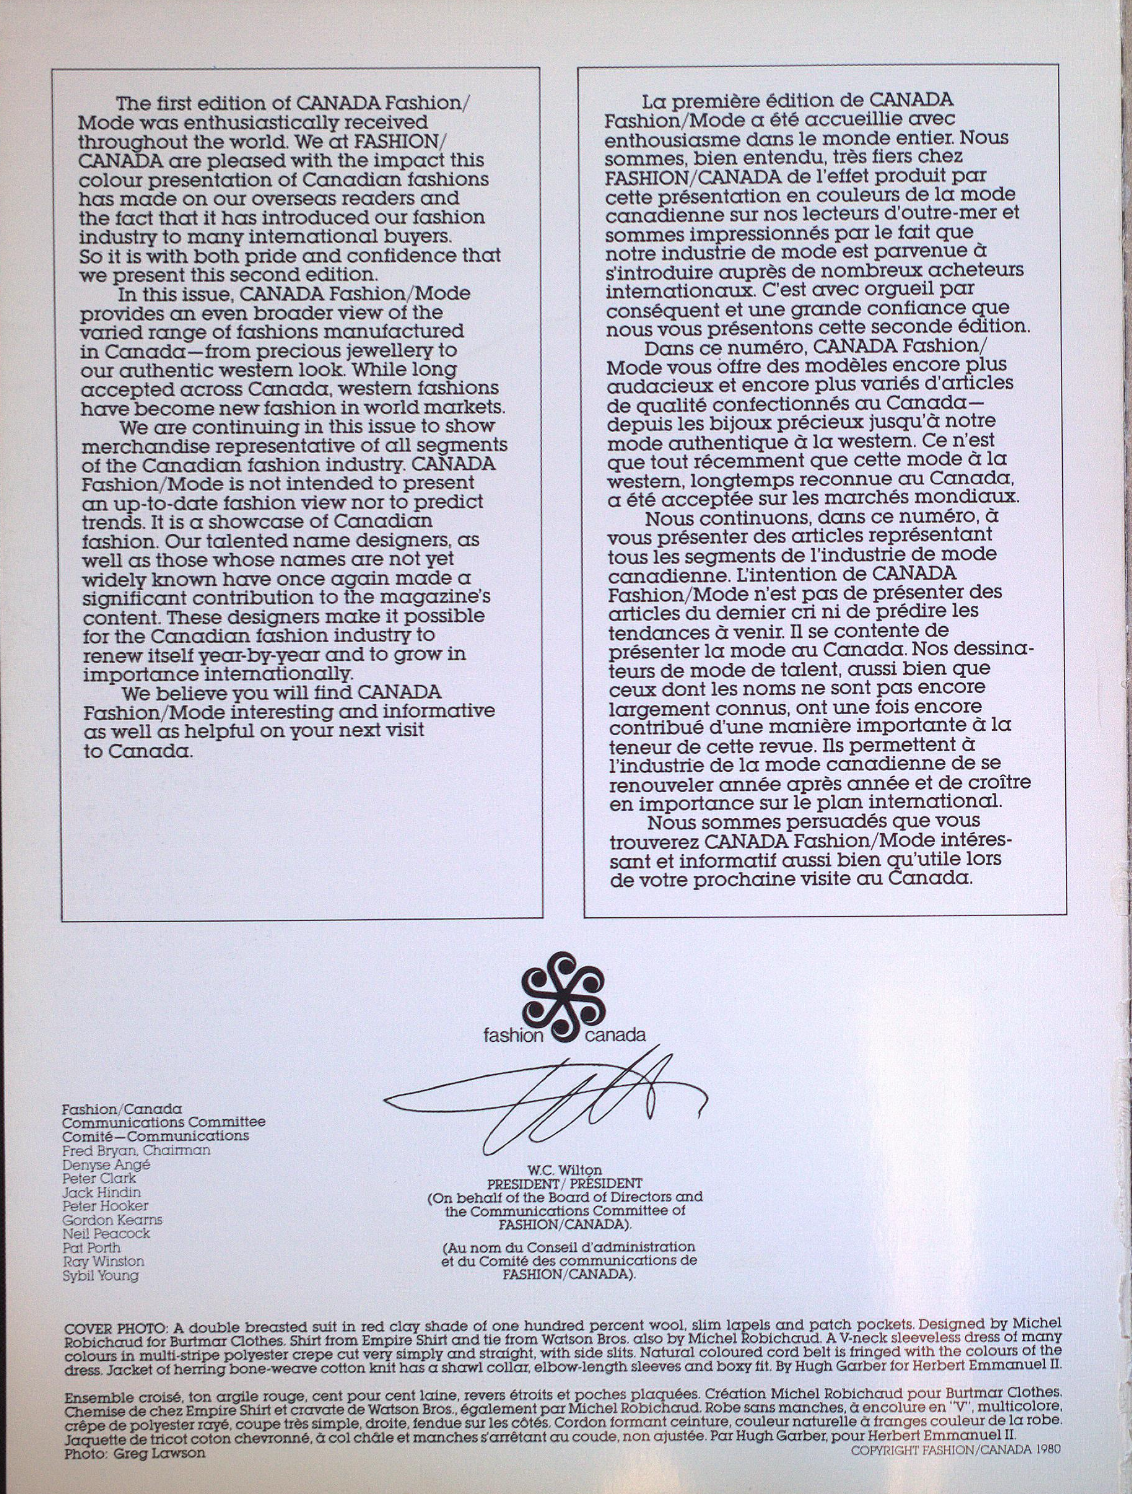 The first edition of CANADA Fashion/
Mode was enthusiastically received
throughout the world. We at FASHION/
CANADA are pleased with the impact this
colour presentation of Canadian fashions
has made on our overseas readers and
the fact that it has introduced our fashion
industry to many international buyers.
So it is with both pride and confidence that
we present this second edition.
In this issue, CANADA Fashion/Mode
provides an even broader view of the
varied range of fashions manufactured
in Canada—from precious jewellery to
our authentic western look. While long
accepted across Canada, western fashions
have become new fashion in world markets.
We are continuing in this issue to show
merchandise representative of all segments
of the Canadian fashion industry. CANADA
Fashion/Mode is not intended to present
an up-to-date fashion view nor to predict
trends. It is a showcase of Canadian
fashion. Our talented name designers, as
well as those whose names are not yet
widely known have once again made a
significant contribution to the magazine's
content. These designers make it possible
for the Canadian fashion industry to
renew itself year-by-year and to grow in
importance internationally.
We believe you will find CANADA
Fashion/Mode interesting and informative
as well as helpful on your next visit
to Canada.
La première édition de CANADA
Fashion/Mode a été accueillie avec
enthousiasme dans le monde entier. Nous
sommes, bien entendu, très fiers chez
FASHION/CANADA de l'effet produit par
cette présentation en couleurs de la mode
canadienne sur nos lecteurs d'outre-mer et
sommes impressionnés par le fait que
notre industrie de mode est parvenue à
s'introduire auprès de nombreux acheteurs
internationaux. C'est avec orgueil par
conséquent et une grande confiance que
nous vous présentons cette seconde édition.
Dans ce numéro, CANADA Fashion/
Mode vous offre des modèles encore plus
audacieux et encore plus variés d'articles
de qualité confectionnés au Canada—
depuis les bijoux précieux jusqu'à notre
mode authentique à la western. Ce n'est
que tout récemment que cette mode à la
western, longtemps reconnue au Canada,
a été acceptée sur les marchés mondiaux.
Nous continuons, dans ce numéro, à
vous présenter des articles représentant
tous les segments de l'industrie de mode
canadienne. L'intention de CANADA
Fashion/Mode n'est pas de présenter des
articles du dernier cri ni de prédire les
tendances à venir. Il se contente de
présenter la mode au Canada. Nos dessina-
teurs de mode de talent, aussi bien que
ceux dont les noms ne sont pas encore
largement connus, ont une fois encore
contribué d'une manière importante à la
teneur de cette revue. Ils permettent à
l'industrie de la mode canadienne de se
renouveler année après année et de croître
en importance sur le plan international.
Nous sommes persuadés que vous
trouverez CANADA Fashion/Mode intéres-
sant et informatif aussi bien qu'utile lors
de votre prochaine visite au Canada.
fashion canada
Fashion/Canada
Communications Committee
Comité—Communications
Fred Bryan, Chairman
Denyse Angé
Peter Clark
Jack Hindin
Peter Hooker
Gordon Kearns
Neil Peacock
Pat Porth
Ray Winston
Sybil Young
W.C. Wilton
PRESIDENT/PRÉSIDENT
(On behalf of the Board of Directors and
the Communications Committee of
FASHION/CANADA).
(Au nom du Conseil d'administration
et du Comité des communications de
FASHION/CANADA).
COVER PHOTO: A double breasted suit in red clay shade of one hundred percent wool, slim lapels and patch pockets. Designed by Michel
Robichaud for Burtmar Clothes. Shirt from Empire Shirt and tie from Watson Bros. also by Michel Robichaud. A V-neck sleeveless dress of many
colours in multi-stripe polyester crepe cut very simply and straight, with side slits. Natural coloured cord belt is fringed with the colours of the
dress. Jacket of herring bone-weave cotton knit has a shawl collar, elbow-length sleeves and boxy fit. By Hugh Garber for Herbert Emmanuel II.
Ensemble croisé, ton argile rouge, cent pour cent laine, revers étroits et poches plaquées. Création Michel Robichaud pour Burtmar Clothes.
Chemise de chez Empire Shirt et cravate de Watson Bros., également par Michel Robichaud. Robe sans manches, à encolure en "V", multicolore,
crêpe de polyester rayé, coupe très simple, droite, fendue sur les côtés. Cordon formant ceinture, couleur naturelle à franges couleur de la robe.
Jaquette de tricot coton chevronné, à col châle et manches s'arrêtant au coude, non ajustée. Par Hugh Garber, pour Herbert Emmanuel II.
Photo: Greg Lawson
COPYRIGHT FASHION/CANADA 1980